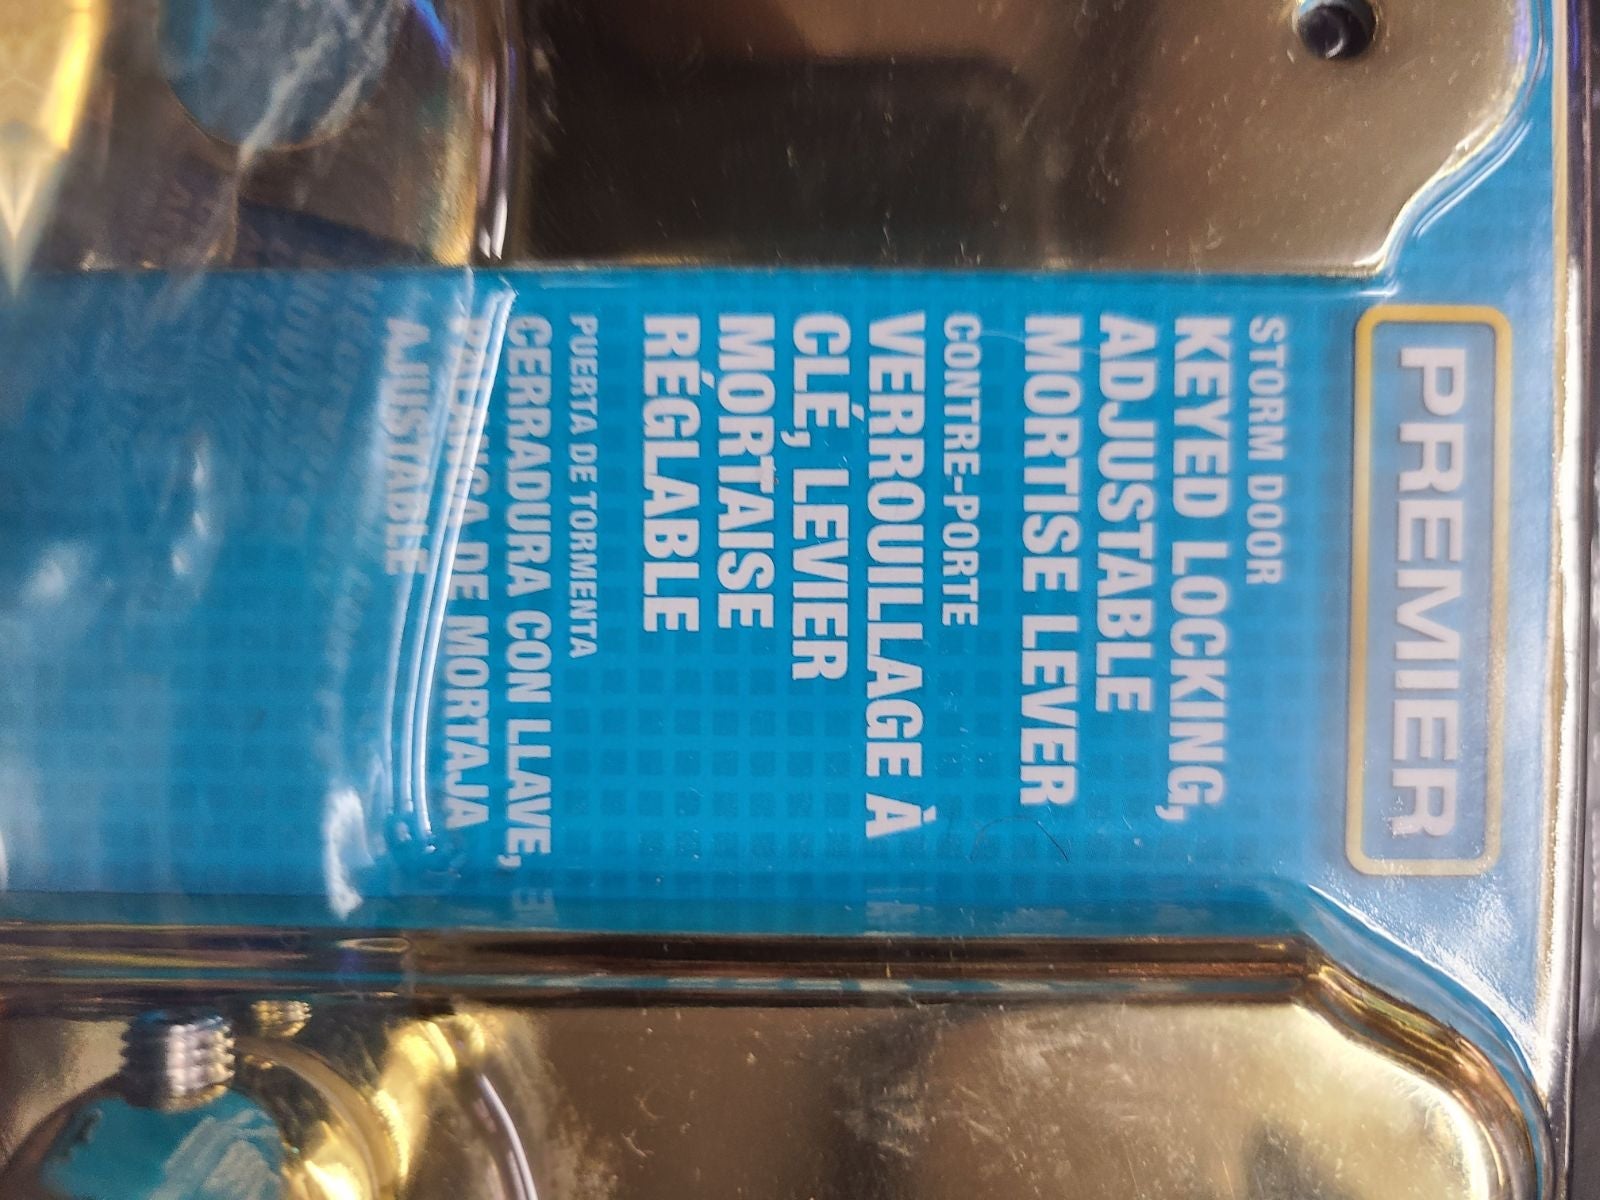 PREMIER
STORM DOOR
KEYED LOCKING,
ADJUSTABLE
MORTISE LEVER
CONTRE-PORTE
VERROUILLAGE À
CLÉ, LEVIER
MORTAISE
RÉGLABLE
PUERTA DE TORMENTA
CERRADURA CON LLAVE,
PALANCA DE MORTAJA
AJUSTABLE